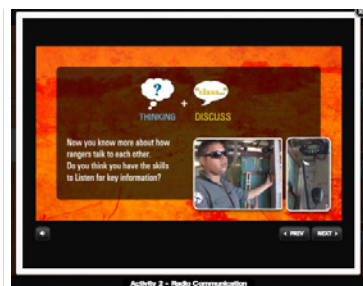 ?
"class..."
THINKING + DISCUSS
Now you know more about how
rangers talk to each other.
Do you think you have the skills
to Listen for key information?
PREV NEXT
Activity 2 • Radio Communication